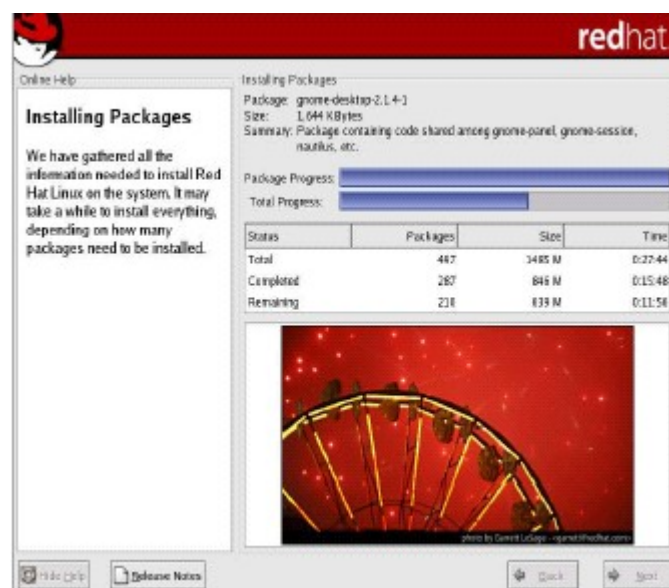 redhat
Online Help
Installing Packages
We have gathered all the
information needed to install Red
Hat Linux on the system. It may
take a while to install everything,
depending on how many
packages need to be installed.
Installing Packages
Package: gnome-desktop-2.1.4-1
Size: 1,644 KBytes
Summary: Package containing code shared among gnome-panel, gnome-session,
nautilus, etc.
Package Progress:
Total Progress:
Status Packages Size Time
Total 497 1485 M 0:27:44
Completed 287 846 M 0:15:48
Remaining 210 639 M 0:11:56
photo by Garrett LeSage
Hide Help
Release Notes
Back
Next